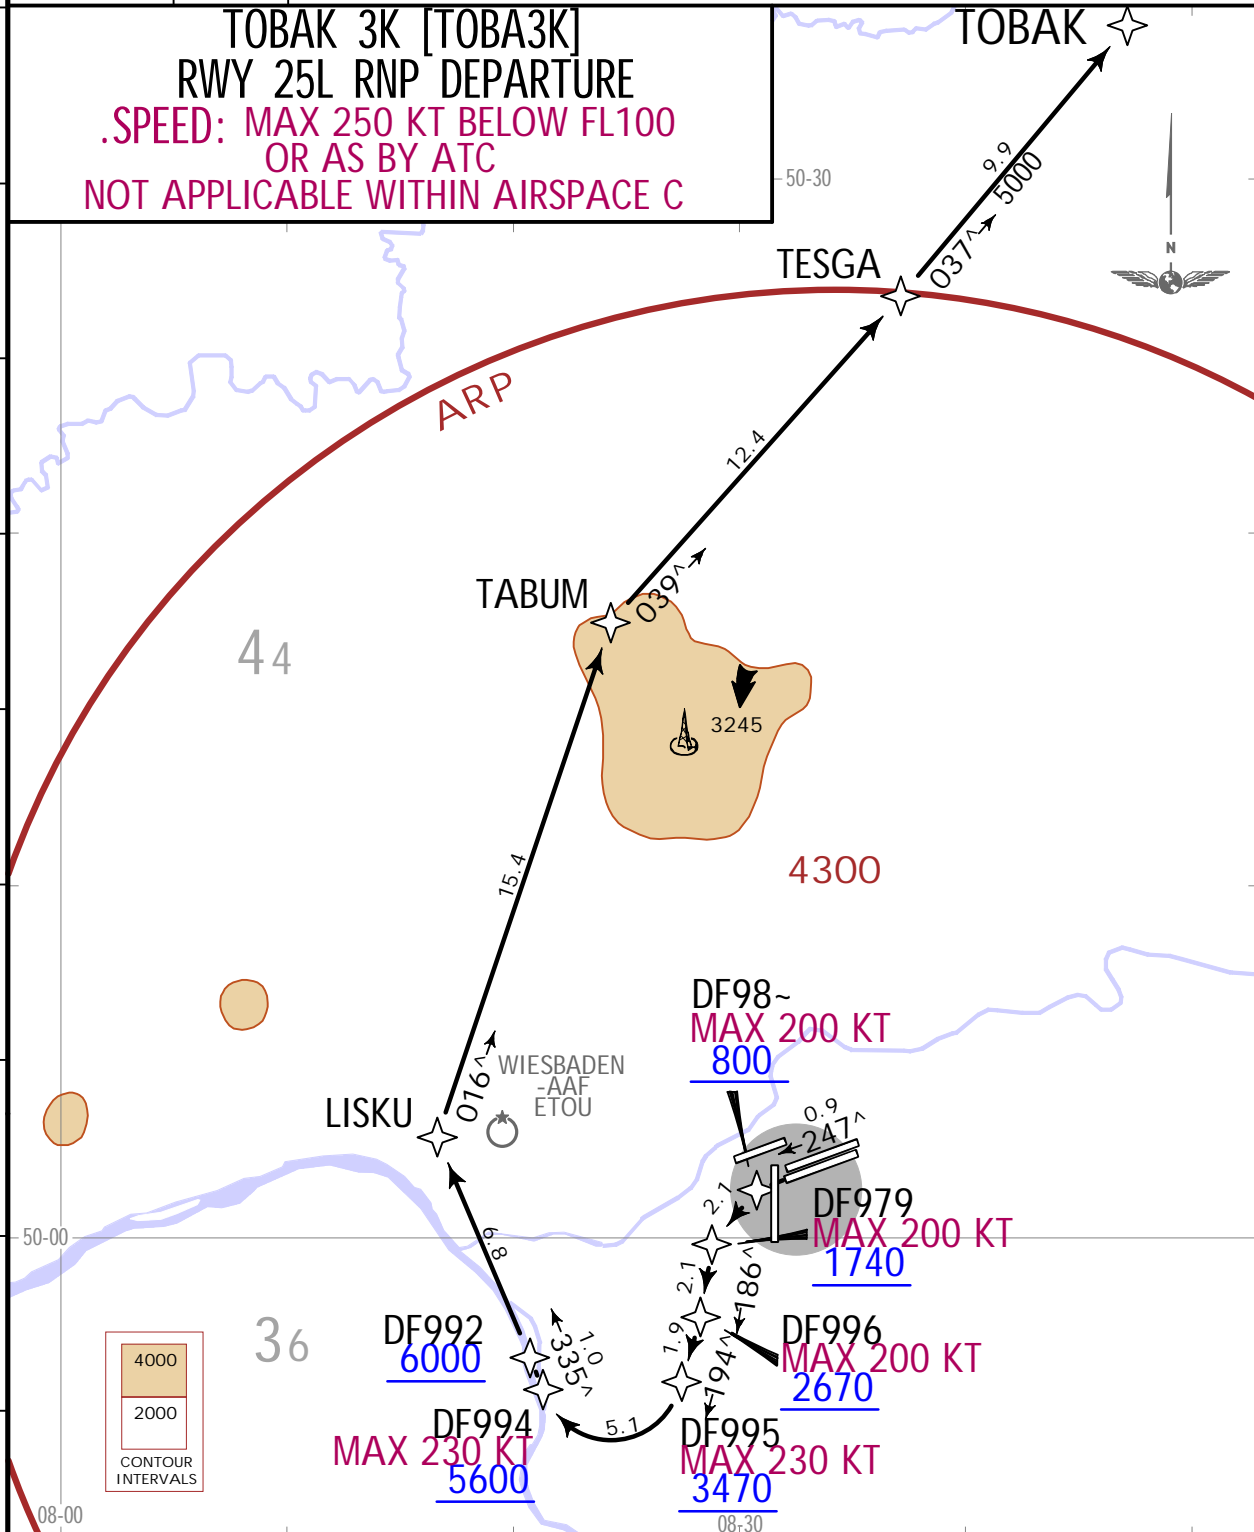 TOBAK 3K [TOBA3K]
RWY 25L RNP DEPARTURE
.SPEED: MAX 250 KT BELOW FL100
OR AS BY ATC
NOT APPLICABLE WITHIN AIRSPACE C
TOBAK
50-30
9.9
5000
037^
N
TESGA
ARP
12.4
039^
TABUM
44
3245
15.4
4300
DF98~
MAX 200 KT
800
016^
WIESBADEN
-AAF
ETOU
LISKU
0.9
247^
2.1
DF979
MAX 200 KT
1740
50-00
6.8
2.1
186^
DF996
MAX 200 KT
2670
1.9
194^
36
DF992
6000
1.0
335^
4000
2000
CONTOUR
INTERVALS
DF994
MAX 230 KT
5600
5.1
DF995
MAX 230 KT
3470
08-00
08-30